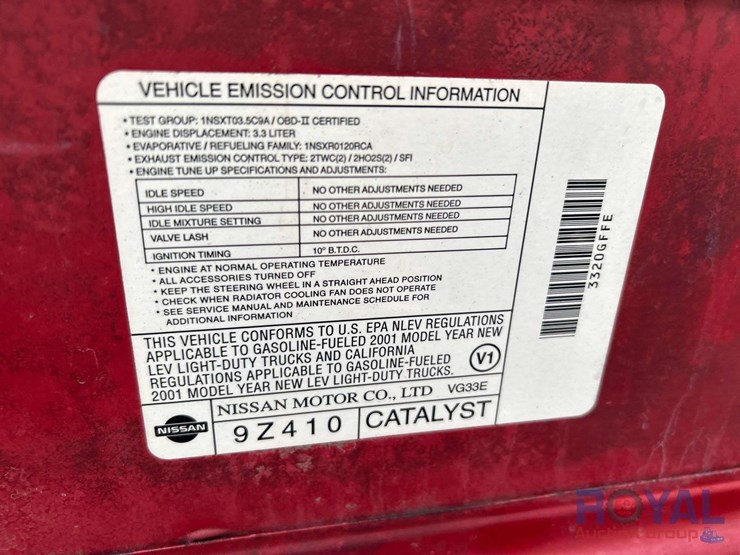 VEHICLE EMISSION CONTROL INFORMATION
• TEST GROUP: 1NSXT03.5C9A / OBD-II CERTIFIED
• ENGINE DISPLACEMENT: 3.3 LITER
• EVAPORATIVE / REFUELING FAMILY: 1NSXR0120RCA
• EXHAUST EMISSION CONTROL TYPE: 2TWC(2) / 2HO2S(2) / SFI
• ENGINE TUNE UP SPECIFICATIONS AND ADJUSTMENTS:
IDLE SPEED NO OTHER ADJUSTMENTS NEEDED
HIGH IDLE SPEED NO OTHER ADJUSTMENTS NEEDED
IDLE MIXTURE SETTING NO OTHER ADJUSTMENTS NEEDED
VALVE LASH NO OTHER ADJUSTMENTS NEEDED
IGNITION TIMING 10° B.T.D.C.
• ENGINE AT NORMAL OPERATING TEMPERATURE
• ALL ACCESSORIES TURNED OFF
• KEEP THE STEERING WHEEL IN A STRAIGHT AHEAD POSITION
• CHECK WHEN RADIATOR COOLING FAN DOES NOT OPERATE
• SEE SERVICE MANUAL AND MAINTENANCE SCHEDULE FOR
ADDITIONAL INFORMATION
THIS VEHICLE CONFORMS TO U.S. EPA NLEV REGULATIONS
APPLICABLE TO GASOLINE-FUELED 2001 MODEL YEAR NEW
LEV LIGHT-DUTY TRUCKS AND CALIFORNIA
REGULATIONS APPLICABLE TO GASOLINE-FUELED
2001 MODEL YEAR NEW LEV LIGHT-DUTY TRUCKS.
V1
NISSAN
NISSAN MOTOR CO., LTD VG33E
9Z410 CATALYST
3320GFFE
ROYAL
Auction Group